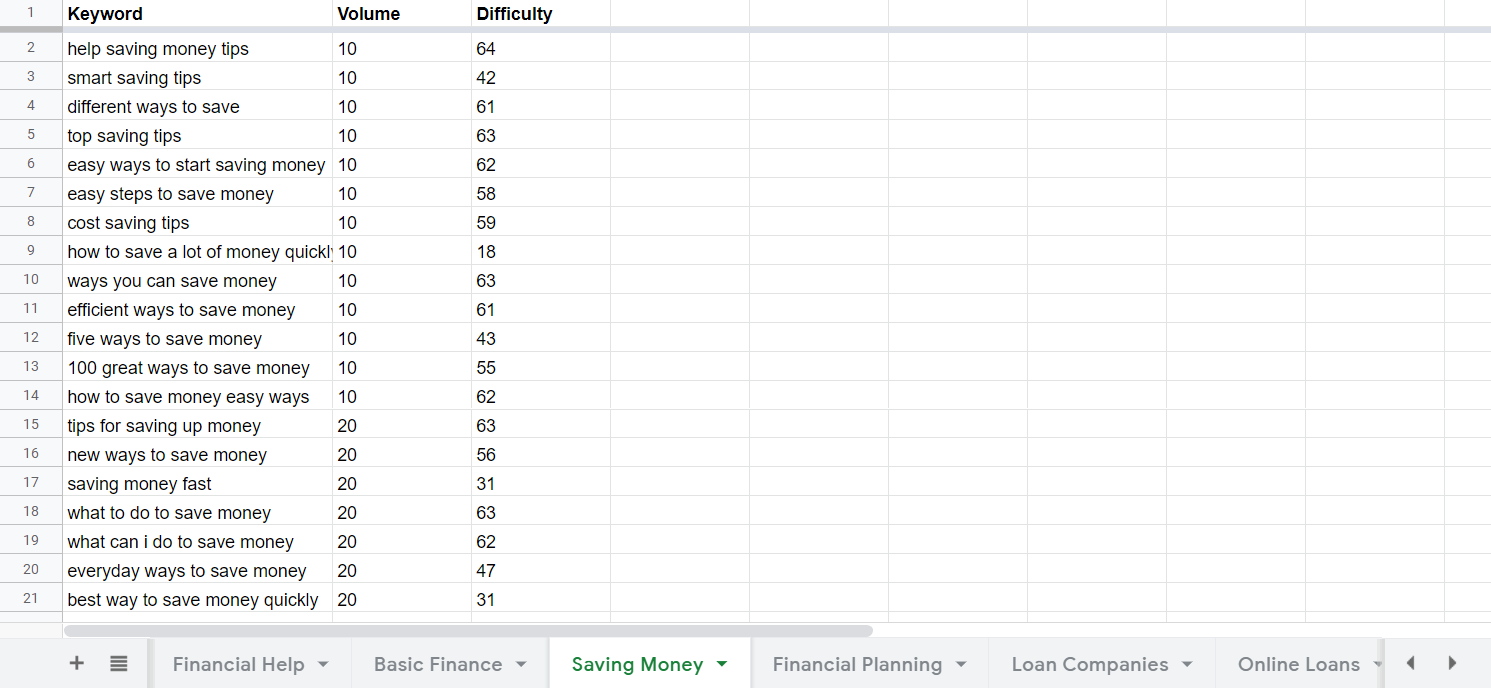 1 Keyword Volume Difficulty
2 help saving money tips 10 64
3 smart saving tips 10 42
4 different ways to save 10 61
5 top saving tips 10 63
6 easy ways to start saving money 10 62
7 easy steps to save money 10 58
8 cost saving tips 10 59
9 how to save a lot of money quickly 10 18
10 ways you can save money 10 63
11 efficient ways to save money 10 61
12 five ways to save money 10 43
13 100 great ways to save money 10 55
14 how to save money easy ways 10 62
15 tips for saving up money 20 63
16 new ways to save money 20 56
17 saving money fast 20 31
18 what to do to save money 20 63
19 what can i do to save money 20 62
20 everyday ways to save money 20 47
21 best way to save money quickly 20 31
Financial Help Basic Finance Saving Money Financial Planning Loan Companies Online Loans